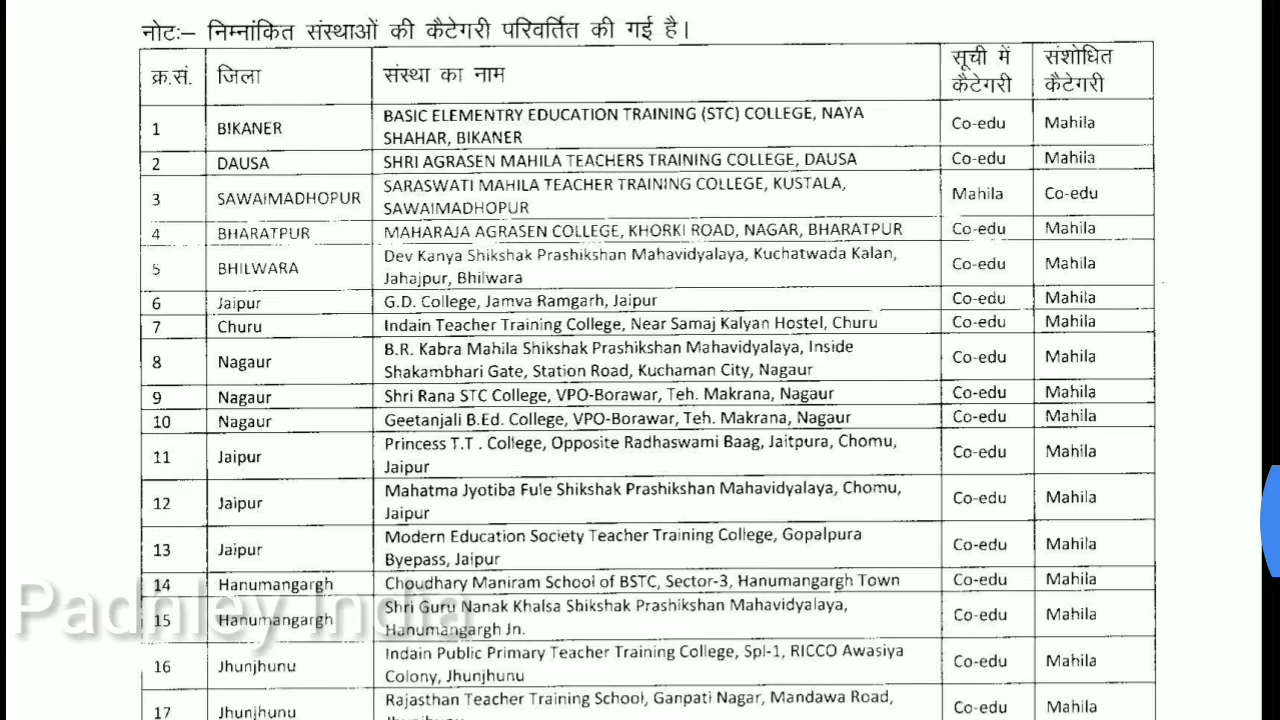 नोटः– निम्नांकित संस्थाओं की कैटेगरी परिवर्तित की गई है।
क्र.सं. जिला संस्था का नाम सूची में कैटेगरी संशोधित कैटेगरी
1 BIKANER BASIC ELEMENTRY EDUCATION TRAINING (STC) COLLEGE, NAYA SHAHAR, BIKANER Co-edu Mahila
2 DAUSA SHRI AGRASEN MAHILA TEACHERS TRAINING COLLEGE, DAUSA Co-edu Mahila
3 SAWAIMADHOPUR SARASWATI MAHILA TEACHER TRAINING COLLEGE, KUSTALA, SAWAIMADHOPUR Mahila Co-edu
4 BHARATPUR MAHARAJA AGRASEN COLLEGE, KHORKI ROAD, NAGAR, BHARATPUR Co-edu Mahila
5 BHILWARA Dev Kanya Shikshak Prashikshan Mahavidyalaya, Kuchatwada Kalan, Jahajpur, Bhilwara Co-edu Mahila
6 Jaipur G.D. College, Jamva Ramgarh, Jaipur Co-edu Mahila
7 Churu Indain Teacher Training College, Near Samaj Kalyan Hostel, Churu Co-edu Mahila
8 Nagaur B.R. Kabra Mahila Shikshak Prashikshan Mahavidyalaya, Inside Shakambhari Gate, Station Road, Kuchaman City, Nagaur Co-edu Mahila
9 Nagaur Shri Rana STC College, VPO-Borawar, Teh. Makrana, Nagaur Co-edu Mahila
10 Nagaur Geetanjali B.Ed. College, VPO-Borawar, Teh. Makrana, Nagaur Co-edu Mahila
11 Jaipur Princess T.T . College, Opposite Radhaswami Baag, Jaitpura, Chomu, Jaipur Co-edu Mahila
12 Jaipur Mahatma Jyotiba Fule Shikshak Prashikshan Mahavidyalaya, Chomu, Jaipur Co-edu Mahila
13 Jaipur Modern Education Society Teacher Training College, Gopalpura Byepass, Jaipur Co-edu Mahila
14 Hanumangargh Choudhary Maniram School of BSTC, Sector-3, Hanumangargh Town Co-edu Mahila
15 Hanumangargh Shri Guru Nanak Khalsa Shikshak Prashikshan Mahavidyalaya, Hanumangargh Jn. Co-edu Mahila
Padhley India
16 Jhunjhunu Indain Public Primary Teacher Training College, Spl-1, RICCO Awasiya Colony, Jhunjhunu Co-edu Mahila
17 Jhunjhunu Rajasthan Teacher Training School, Ganpati Nagar, Mandawa Road, Co-edu Mahila